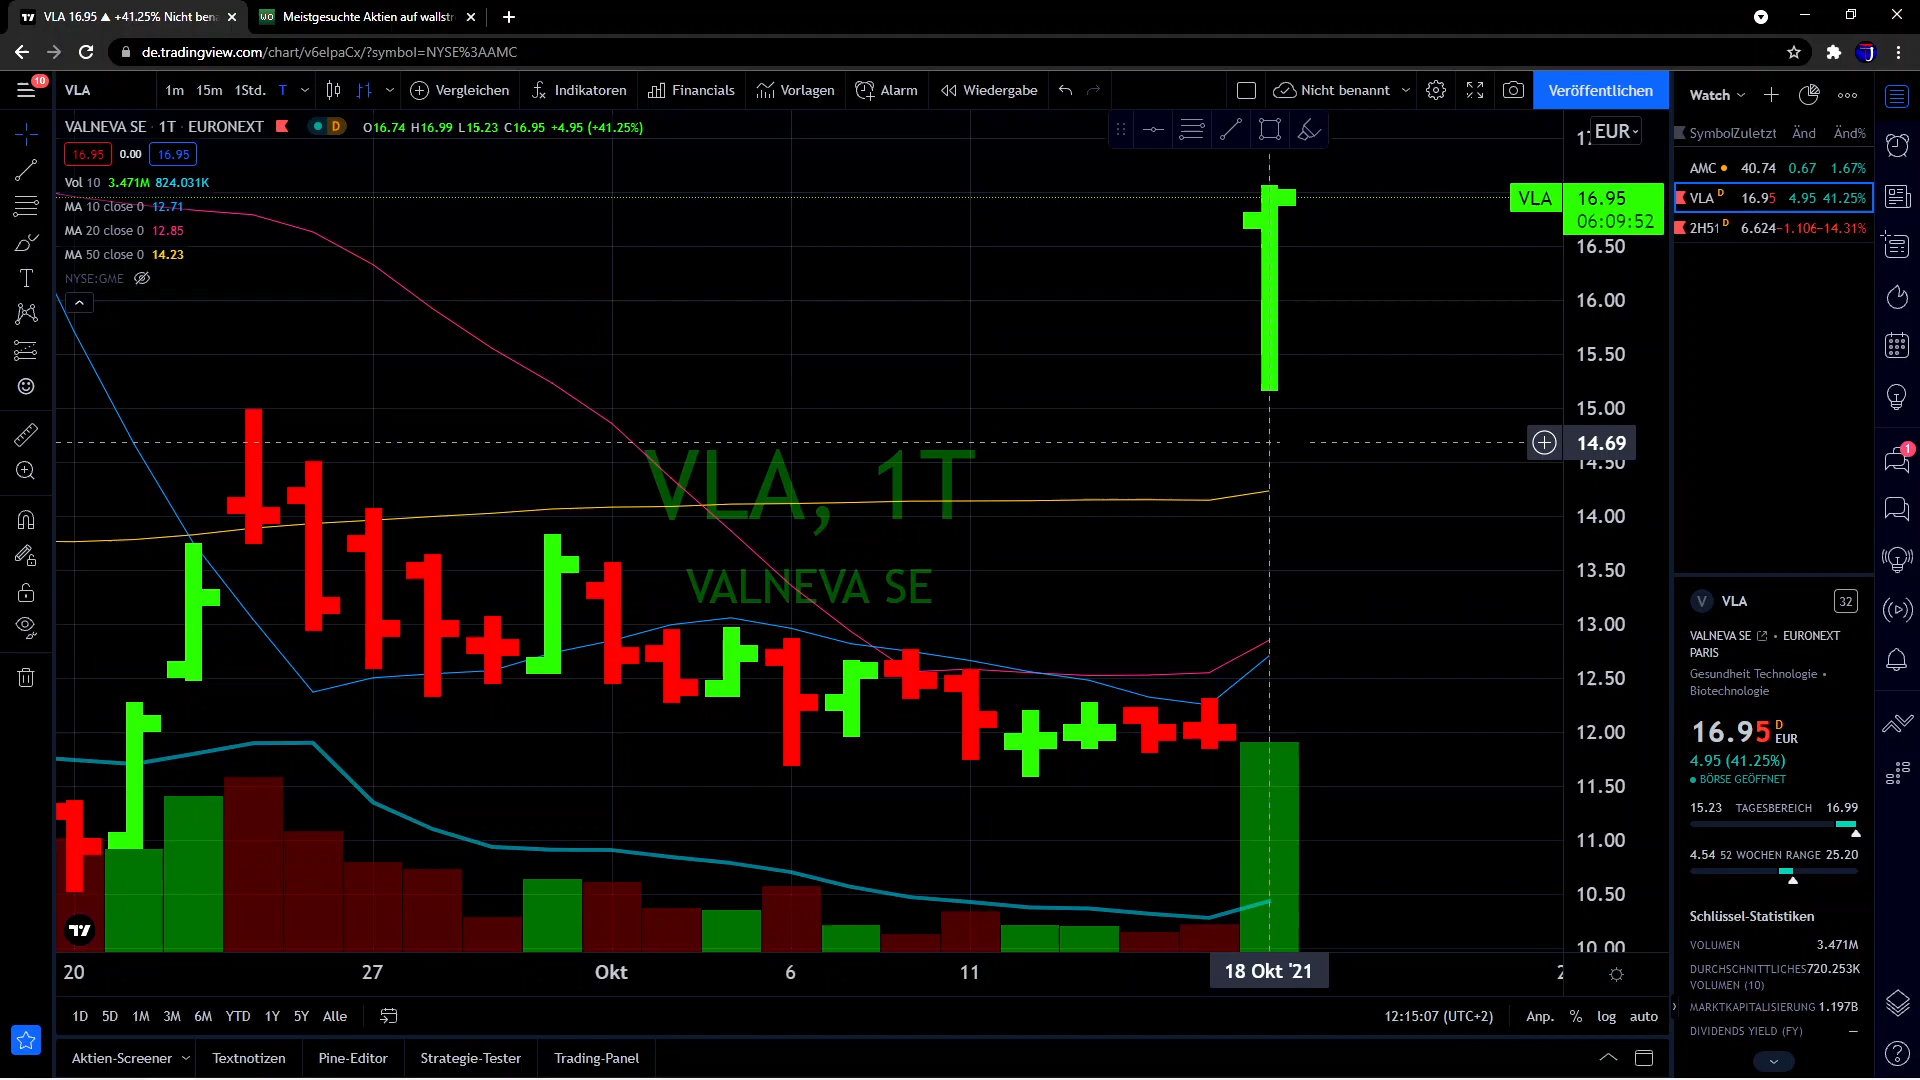 VLA 16.95 ▲ +41.25% Nicht ben
WO Meistgesuchte Aktien auf wallstr
de.tradingview.com/chart/v6elpaCx/?symbol=NYSE%3AAMC
10
VLA 1m 15m 1Std. T Vergleichen Indikatoren Financials Vorlagen Alarm Wiedergabe Nicht benannt Veröffentlichen
VALNEVA SE · 1T · EURONEXT D O16.74 H16.99 L15.23 C16.95 +4.95 (+41.25%)
16.95 0.00 16.95
Vol 10 3.471M 824.031K
MA 10 close 0 12.71
MA 20 close 0 12.85
MA 50 close 0 14.23
NYSE:GME
VLA, 1T
VALNEVA SE
EUR
VLA 16.95
06:09:52
16.50
16.00
15.50
15.00
14.69
14.50
14.00
13.50
13.00
12.50
12.00
11.50
11.00
10.50
10.00
20 27 Okt 6 11 18 Okt '21
1D 5D 1M 3M 6M YTD 1Y 5Y Alle 12:15:07 (UTC+2) Anp. % log auto
Aktien-Screener Textnotizen Pine-Editor Strategie-Tester Trading-Panel
Watch
Symbol Zuletzt Änd Änd%
AMC 40.74 0.67 1.67%
VLA D 16.95 4.95 41.25%
2H51 D 6.624 -1.106 -14.31%
V VLA 32
VALNEVA SE • EURONEXT
PARIS
Gesundheit Technologie •
Biotechnologie
16.95 D EUR
4.95 (41.25%)
BÖRSE GEÖFFNET
15.23 TAGESBEREICH 16.99
4.54 52 WOCHEN RANGE 25.20
Schlüssel-Statistiken
VOLUMEN 3.471M
DURCHSCHNITTLICHES 720.253K
VOLUMEN (10)
MARKTKAPITALISIERUNG 1.197B
DIVIDENDS YIELD (FY) —
1